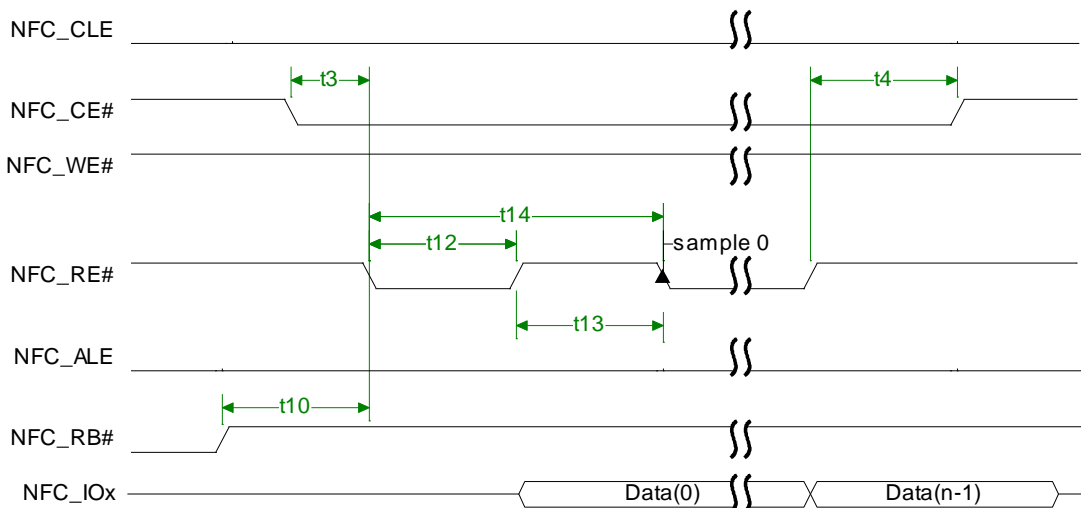 NFC_CLE
t3
t4
NFC_CE#
NFC_WE#
t14
t12
sample 0
NFC_RE#
t13
NFC_ALE
t10
NFC_RB#
NFC_IOx
Data(0)
Data(n-1)